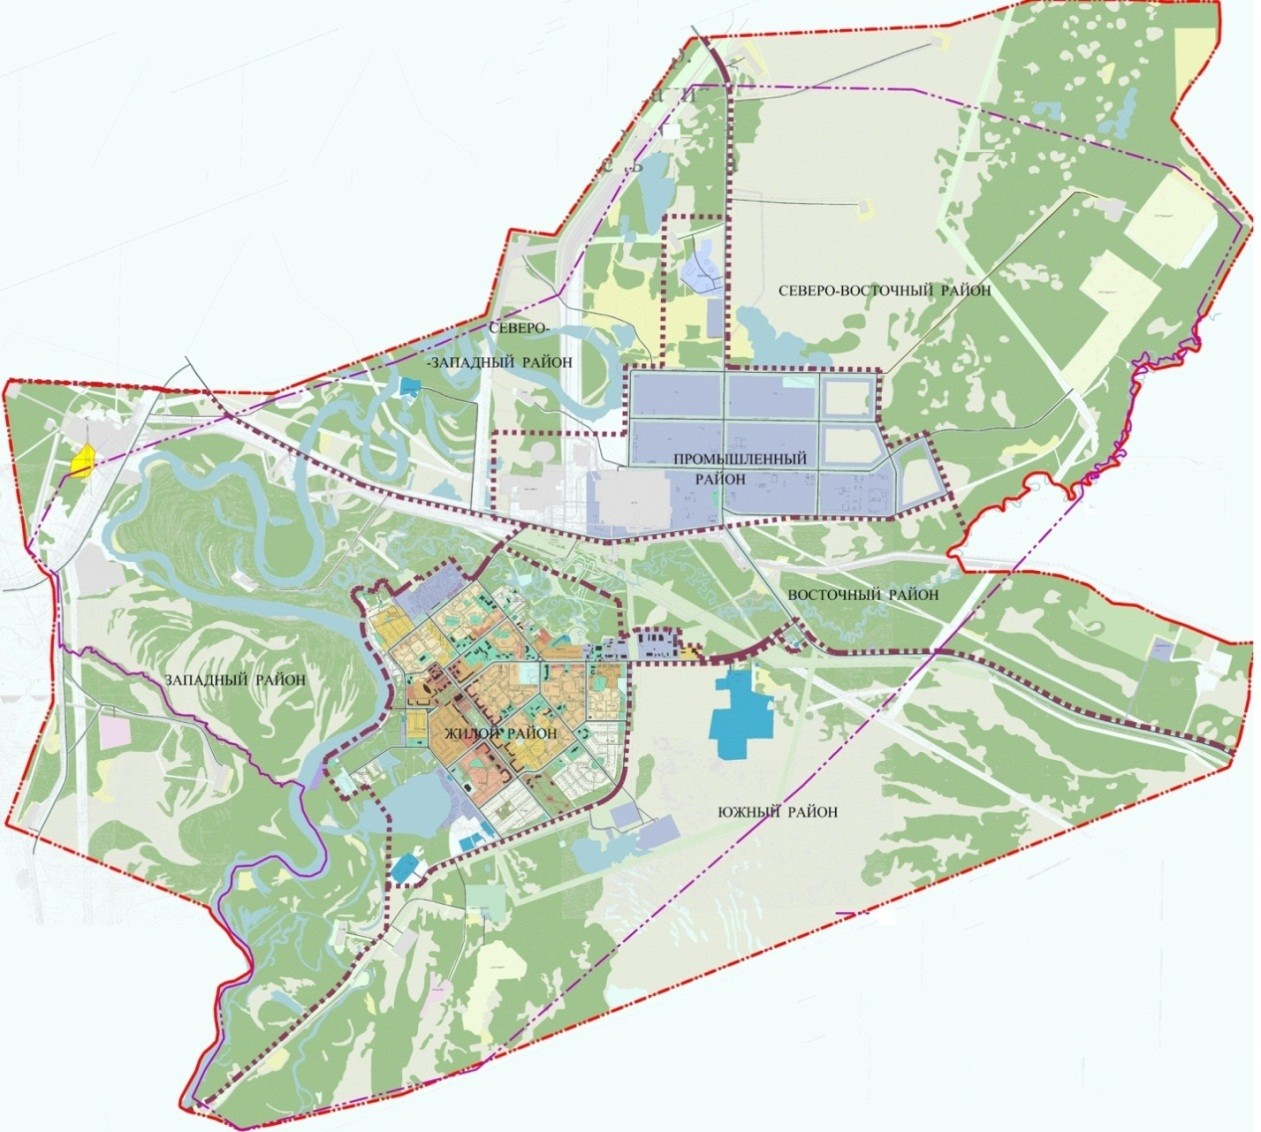 СЕВЕРО-ВОСТОЧНЫЙ РАЙОН
СЕВЕРО-
-ЗАПАДНЫЙ РАЙОН
ПРОМЫШЛЕННЫЙ
РАЙОН
ВОСТОЧНЫЙ РАЙОН
ЗАПАДНЫЙ РАЙОН
ЖИЛОЙ РАЙОН
ЮЖНЫЙ РАЙОН